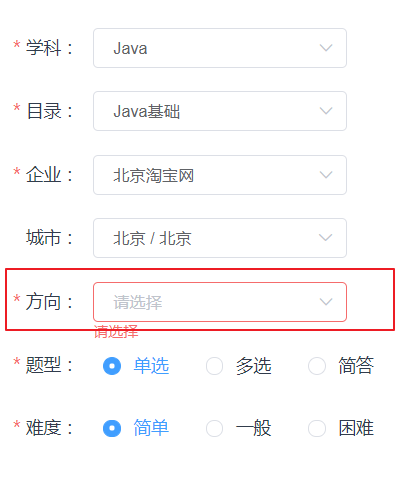 * 学科： Java
* 目录： Java基础
* 企业： 北京淘宝网
城市： 北京 / 北京
* 方向： 请选择
请选择
* 题型： 单选 多选 简答
* 难度： 简单 一般 困难